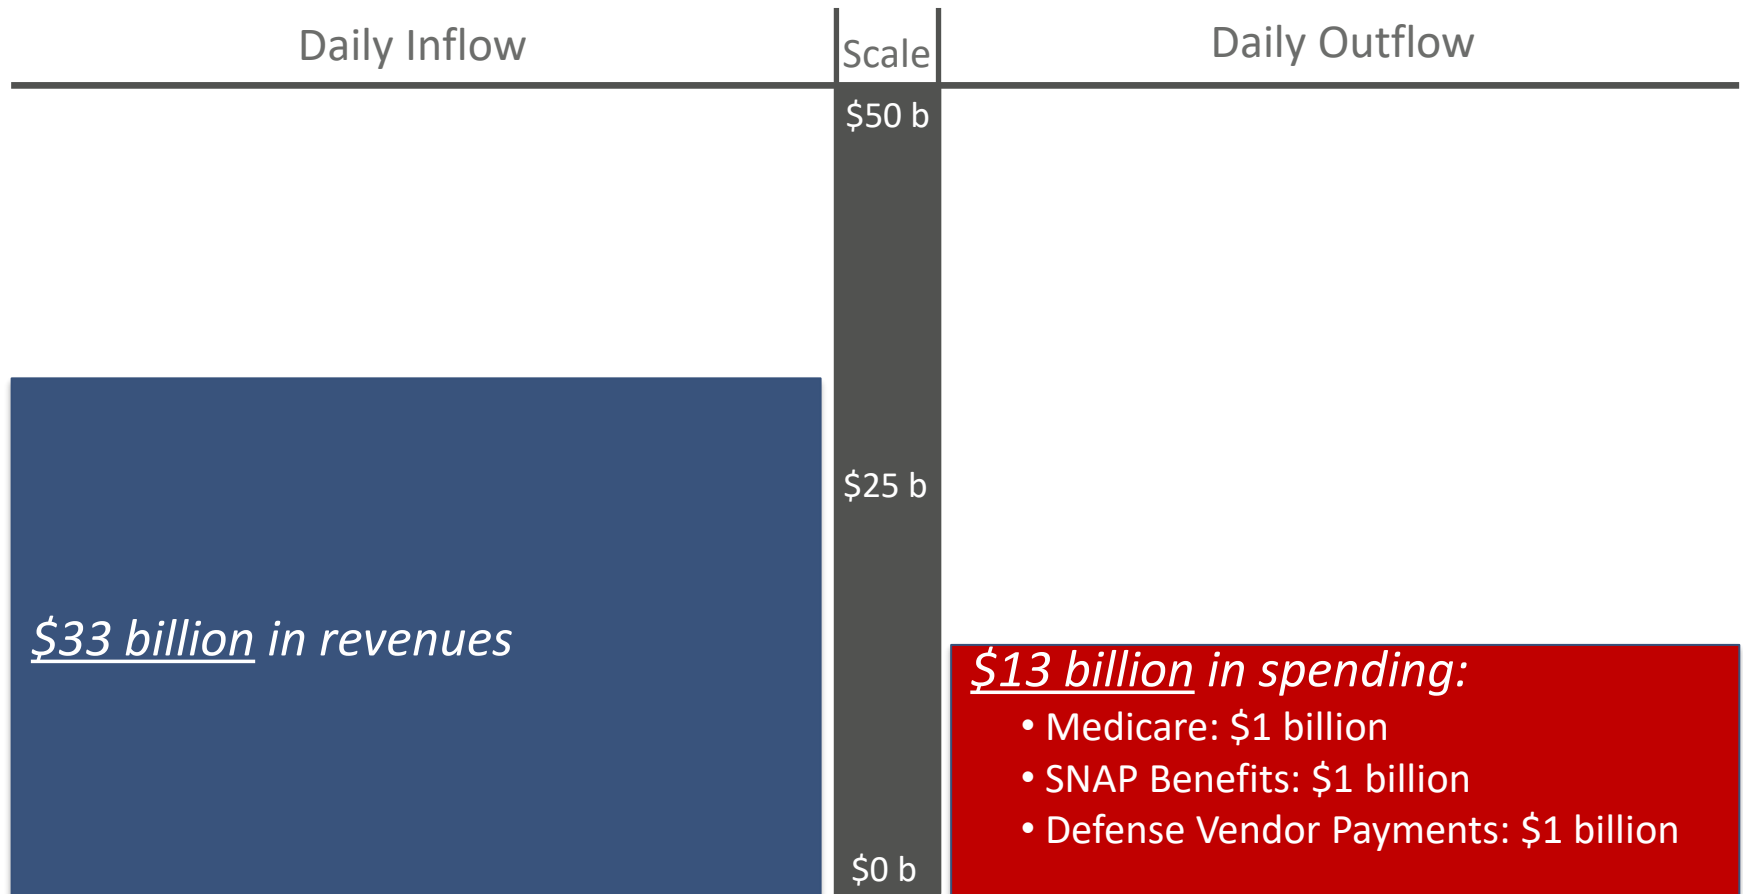 Daily Inflow
Scale
Daily Outflow
$50 b
$25 b
$0 b
$33 billion in revenues
$13 billion in spending:
• Medicare: $1 billion
• SNAP Benefits: $1 billion
• Defense Vendor Payments: $1 billion